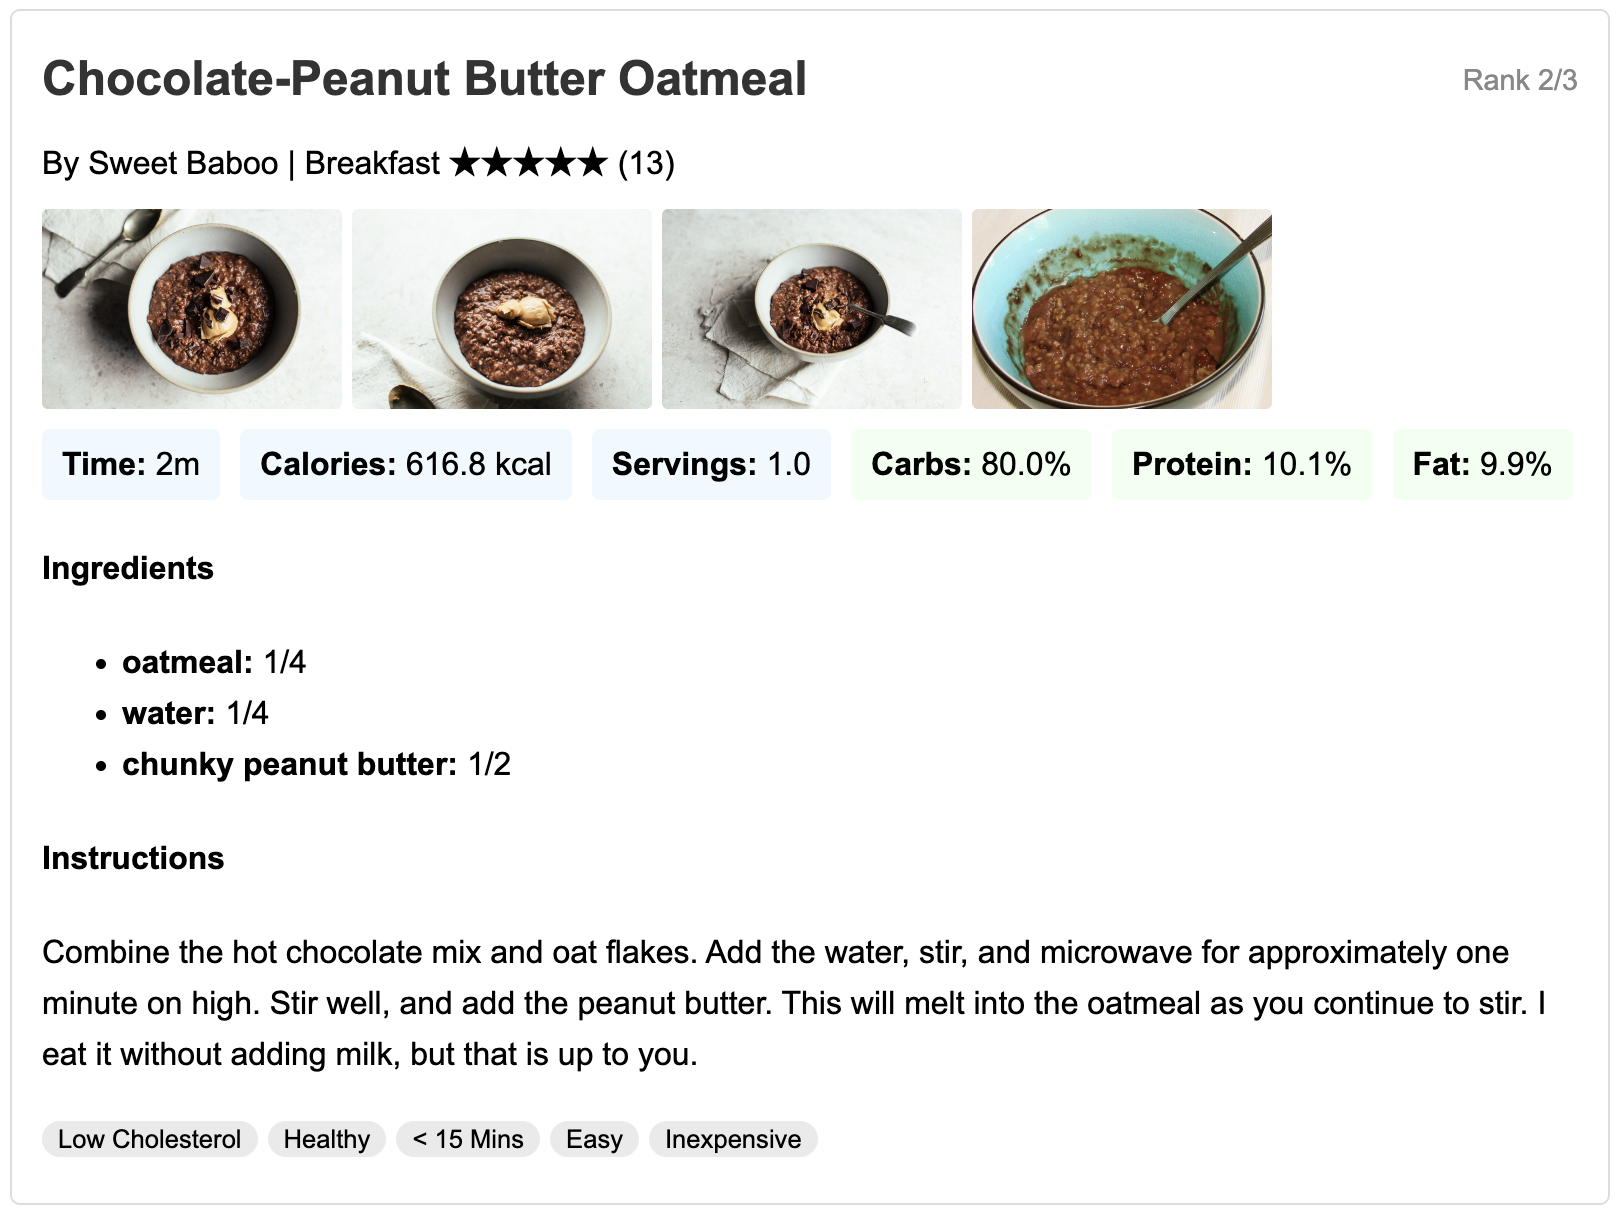 Chocolate-Peanut Butter Oatmeal
Rank 2/3
By Sweet Baboo | Breakfast ★★★★★ (13)
Time: 2m Calories: 616.8 kcal Servings: 1.0 Carbs: 80.0% Protein: 10.1% Fat: 9.9%
Ingredients
• oatmeal: 1/4
• water: 1/4
• chunky peanut butter: 1/2
Instructions
Combine the hot chocolate mix and oat flakes. Add the water, stir, and microwave for approximately one
minute on high. Stir well, and add the peanut butter. This will melt into the oatmeal as you continue to stir. I
eat it without adding milk, but that is up to you.
Low Cholesterol Healthy < 15 Mins Easy Inexpensive